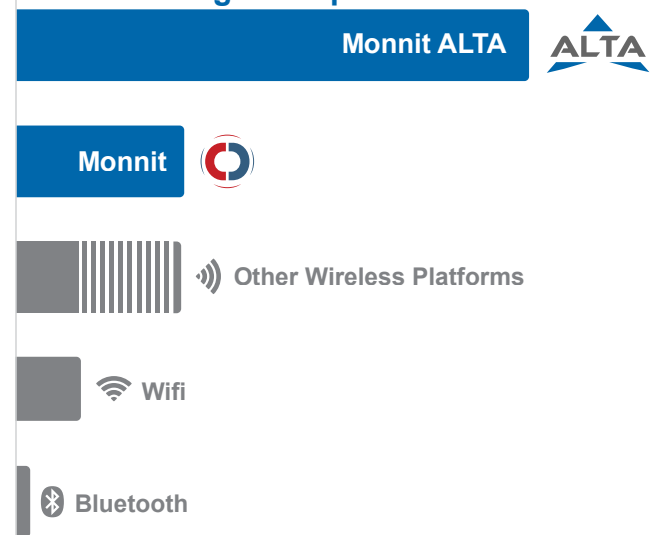 Monnit ALTA
ALTA
Monnit
Other Wireless Platforms
Wifi
Bluetooth